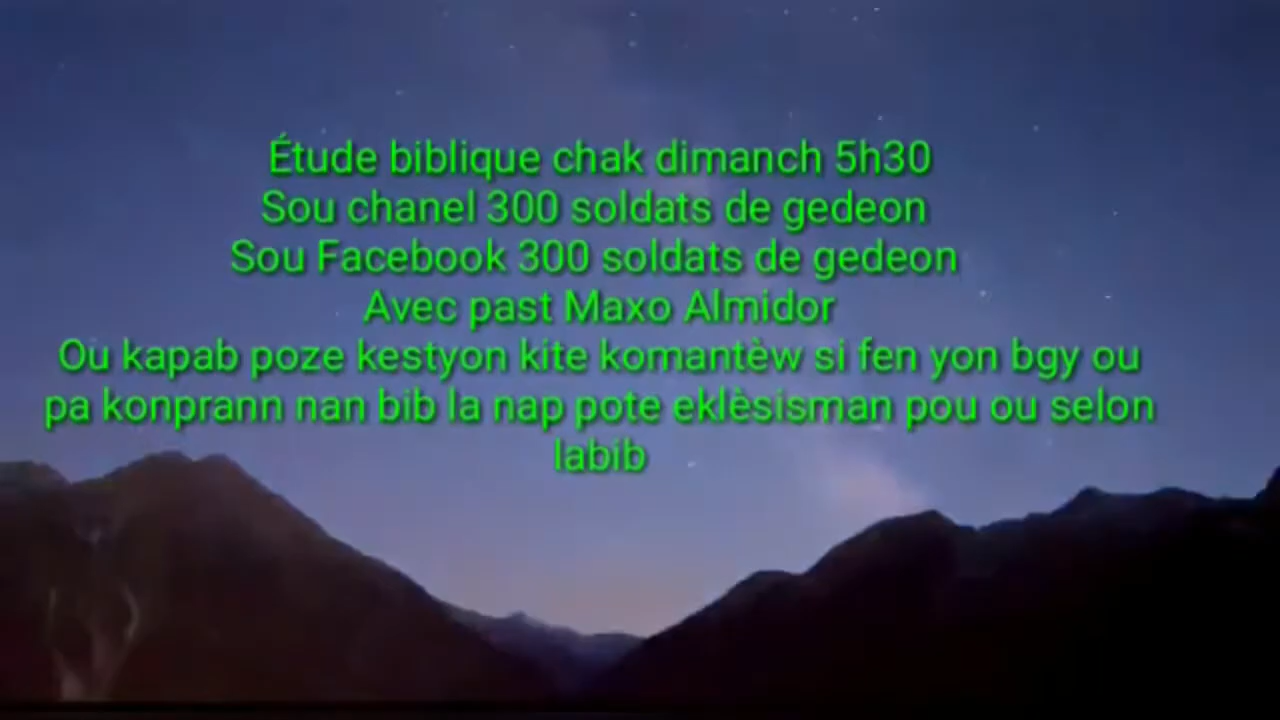 Étude biblique chak dimanch 5h30
Sou chanel 300 soldats de gedeon
Sou Facebook 300 soldats de gedeon
Avec past Maxo Almidor
Ou kapab poze kestyon kite komantèw si fen yon bgy ou
pa konprann nan bib la nap pote eklèsisman pou ou selon
labib